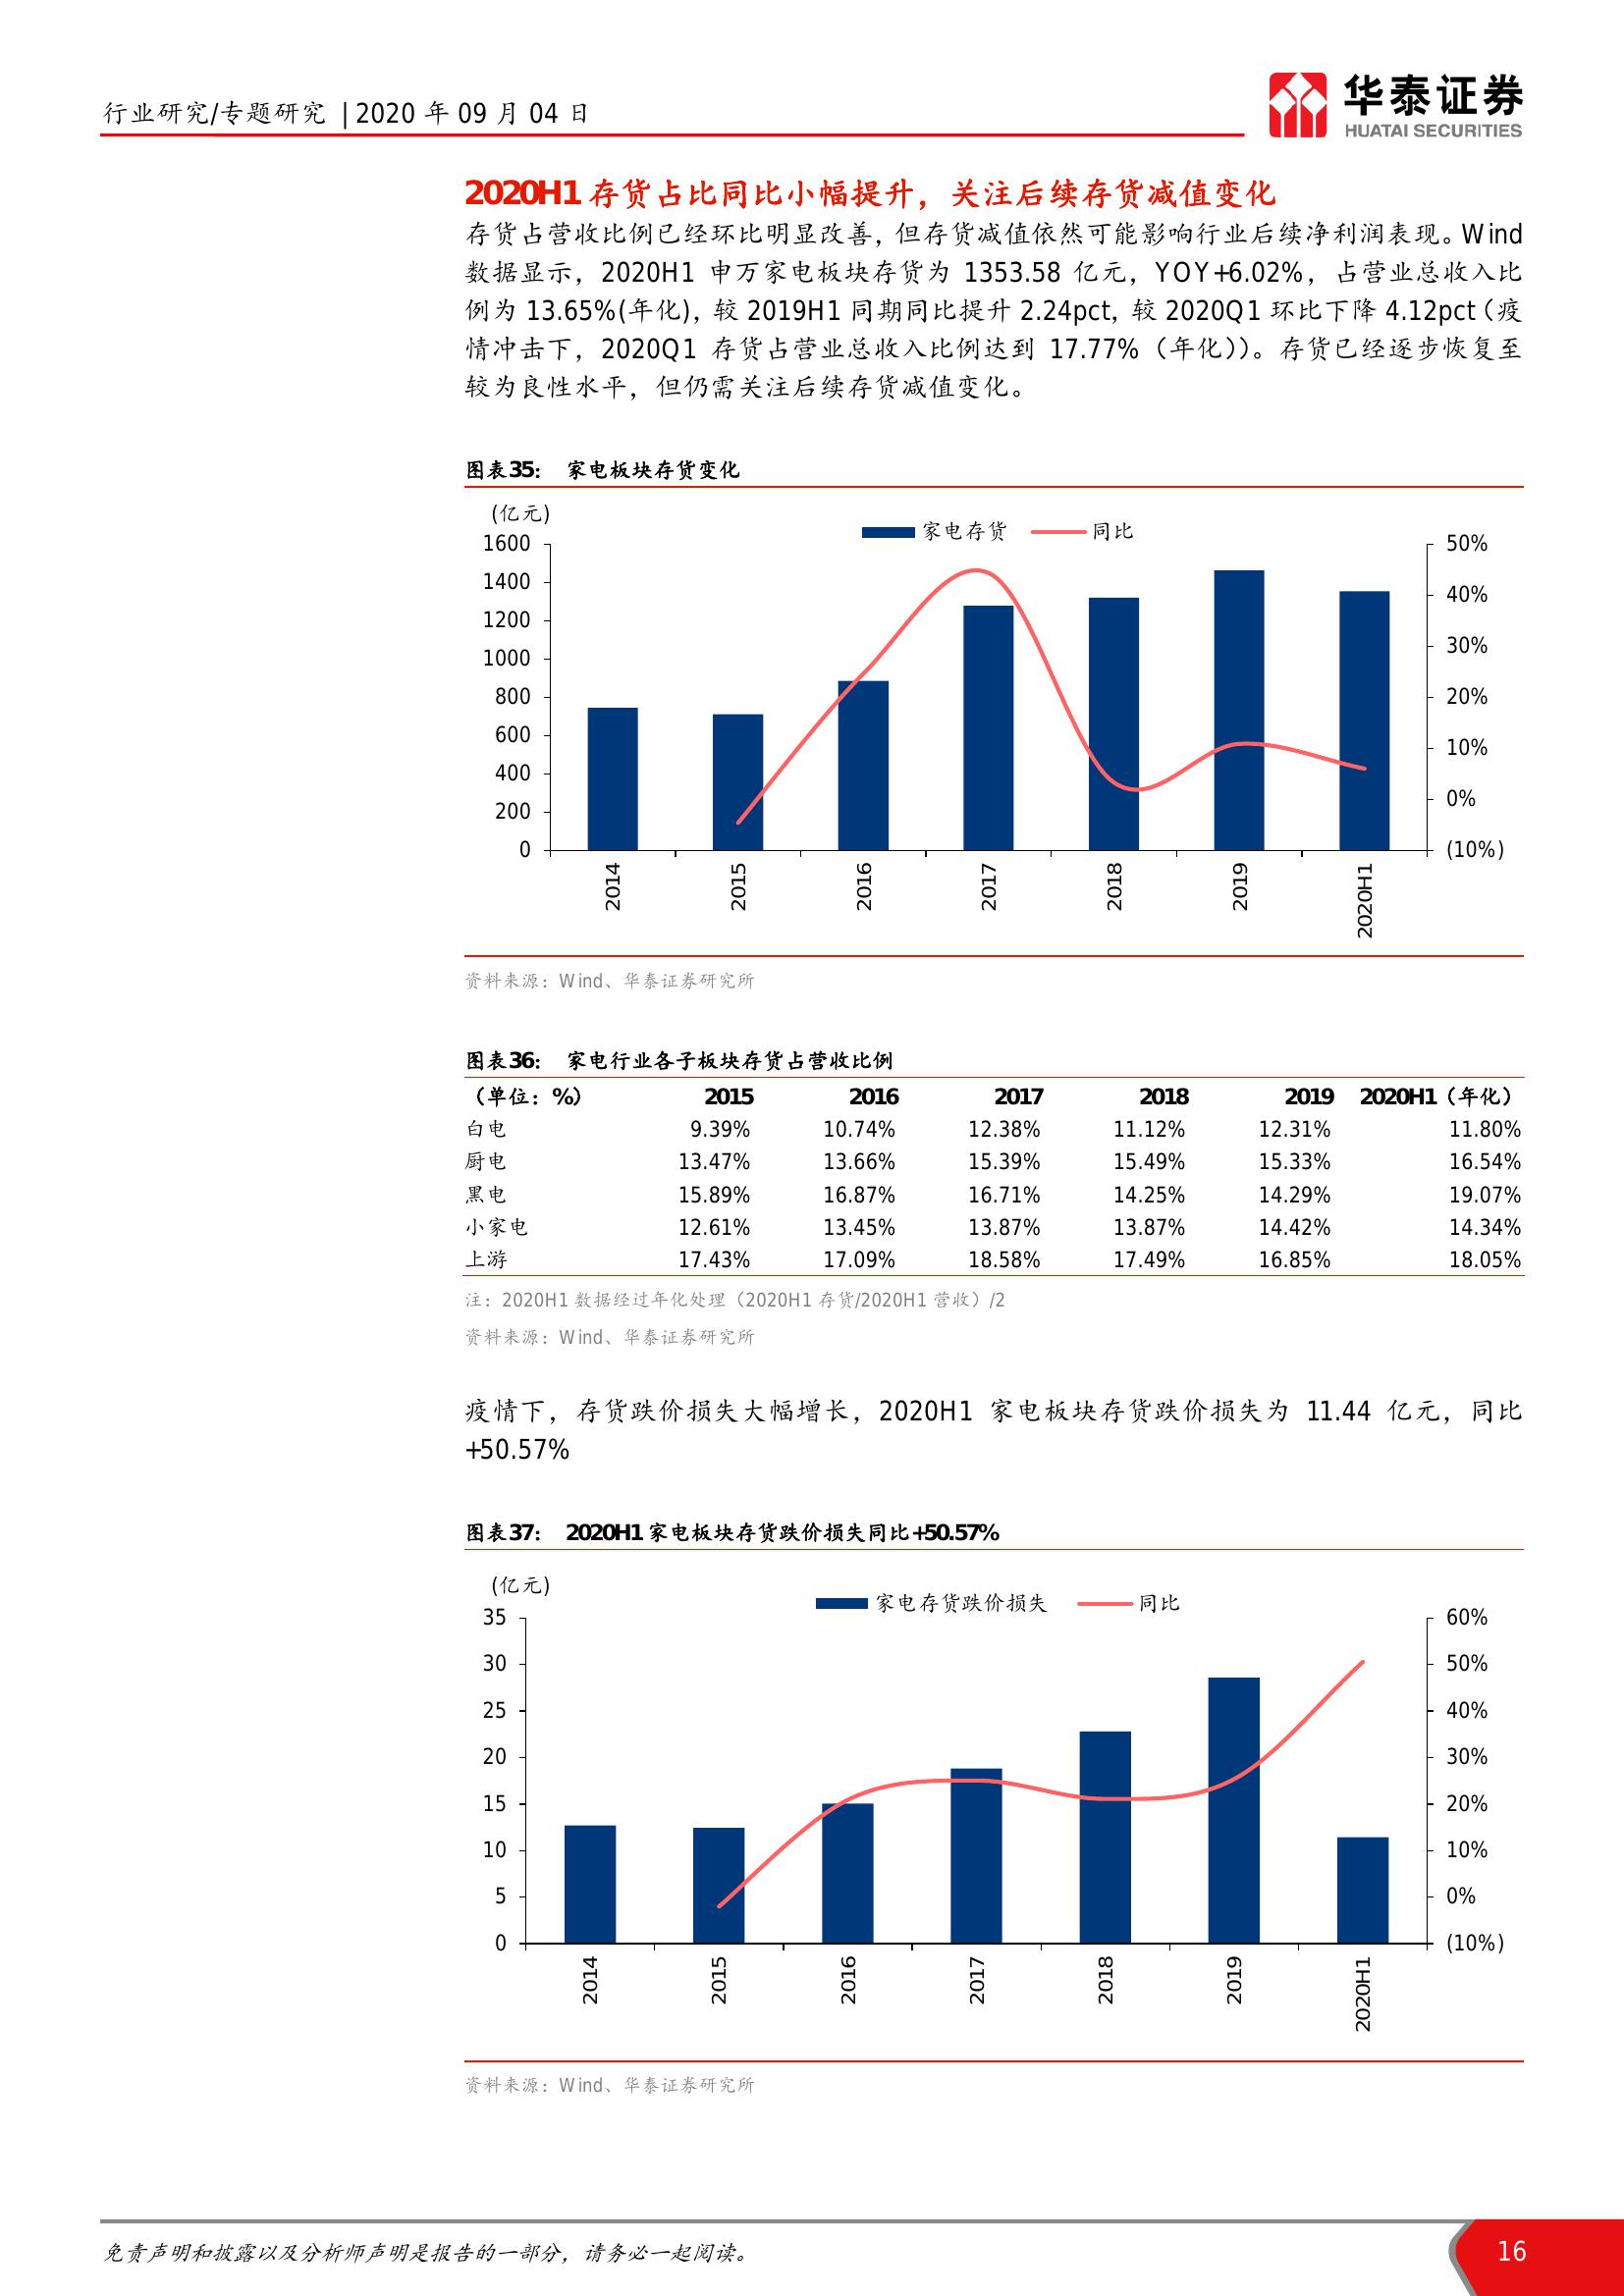 行业研究/专题研究 | 2020 年 09 月 04 日
华泰证券
HUATAI SECURITIES
2020H1 存货占比同比小幅提升，关注后续存货减值变化
存货占营收比例已经环比明显改善，但存货减值依然可能影响行业后续净利润表现。Wind
数据显示，2020H1 申万家电板块存货为 1353.58 亿元，YOY+6.02%，占营业总收入比
例为 13.65%(年化)，较 2019H1 同期同比提升 2.24pct，较 2020Q1 环比下降 4.12pct（疫
情冲击下，2020Q1 存货占营业总收入比例达到 17.77%（年化））。存货已经逐步恢复至
较为良性水平，但仍需关注后续存货减值变化。
图表35： 家电板块存货变化
(亿元)
家电存货 同比
1600 50%
1400 40%
1200 30%
1000 20%
800 10%
600 0%
400 (10%)
200
0
2014 2015 2016 2017 2018 2019 2020H1
资料来源：Wind、华泰证券研究所
图表36： 家电行业各子板块存货占营收比例
（单位：%） 2015 2016 2017 2018 2019 2020H1（年化）
白电 9.39% 10.74% 12.38% 11.12% 12.31% 11.80%
厨电 13.47% 13.66% 15.39% 15.49% 15.33% 16.54%
黑电 15.89% 16.87% 16.71% 14.25% 14.29% 19.07%
小家电 12.61% 13.45% 13.87% 13.87% 14.42% 14.34%
上游 17.43% 17.09% 18.58% 17.49% 16.85% 18.05%
注：2020H1 数据经过年化处理（2020H1 存货/2020H1 营收）/2
资料来源：Wind、华泰证券研究所
疫情下，存货跌价损失大幅增长，2020H1 家电板块存货跌价损失为 11.44 亿元，同比
+50.57%
图表37： 2020H1 家电板块存货跌价损失同比+50.57%
(亿元)
家电存货跌价损失 同比
35 60%
30 50%
25 40%
20 30%
15 20%
10 10%
5 0%
0 (10%)
2014 2015 2016 2017 2018 2019 2020H1
资料来源：Wind、华泰证券研究所
免责声明和披露以及分析师声明是报告的一部分，请务必一起阅读。
16